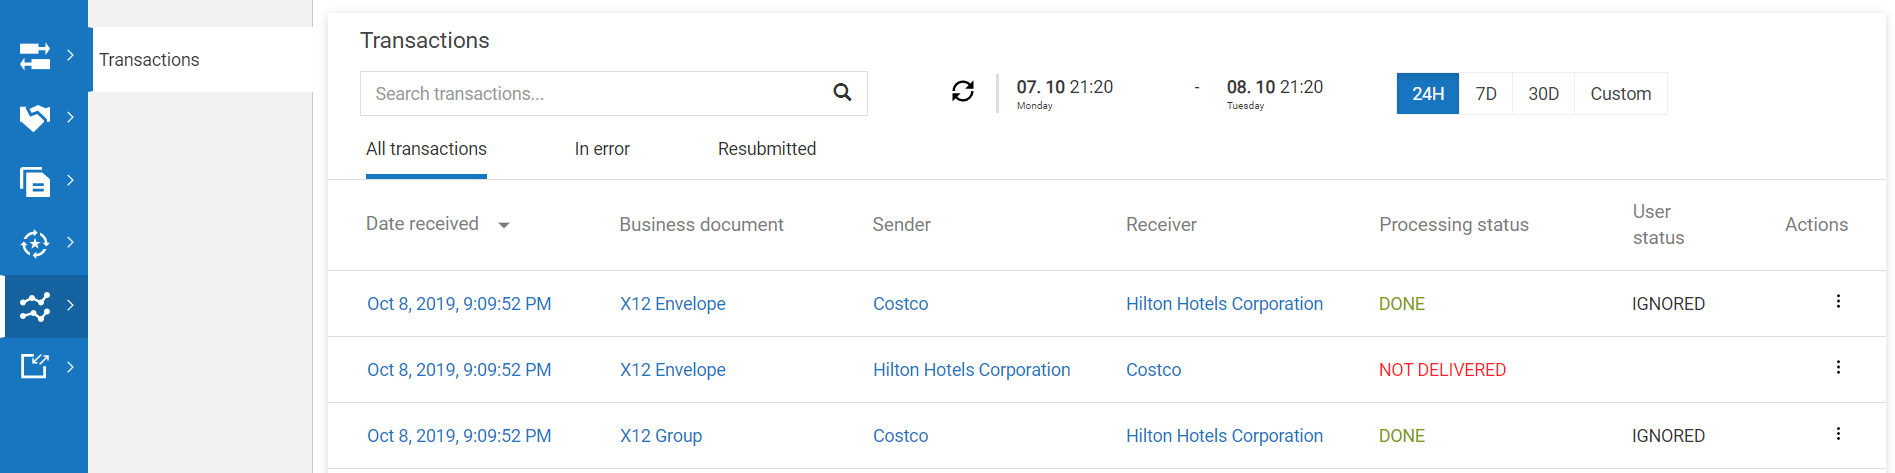 Transactions
Transactions
Search transactions...
07. 10 21:20 - 08. 10 21:20
Monday Tuesday
24H 7D 30D Custom
All transactions In error Resubmitted
Date received Business document Sender Receiver Processing status User status Actions
Oct 8, 2019, 9:09:52 PM X12 Envelope Costco Hilton Hotels Corporation DONE IGNORED
Oct 8, 2019, 9:09:52 PM X12 Envelope Hilton Hotels Corporation Costco NOT DELIVERED
Oct 8, 2019, 9:09:52 PM X12 Group Costco Hilton Hotels Corporation DONE IGNORED